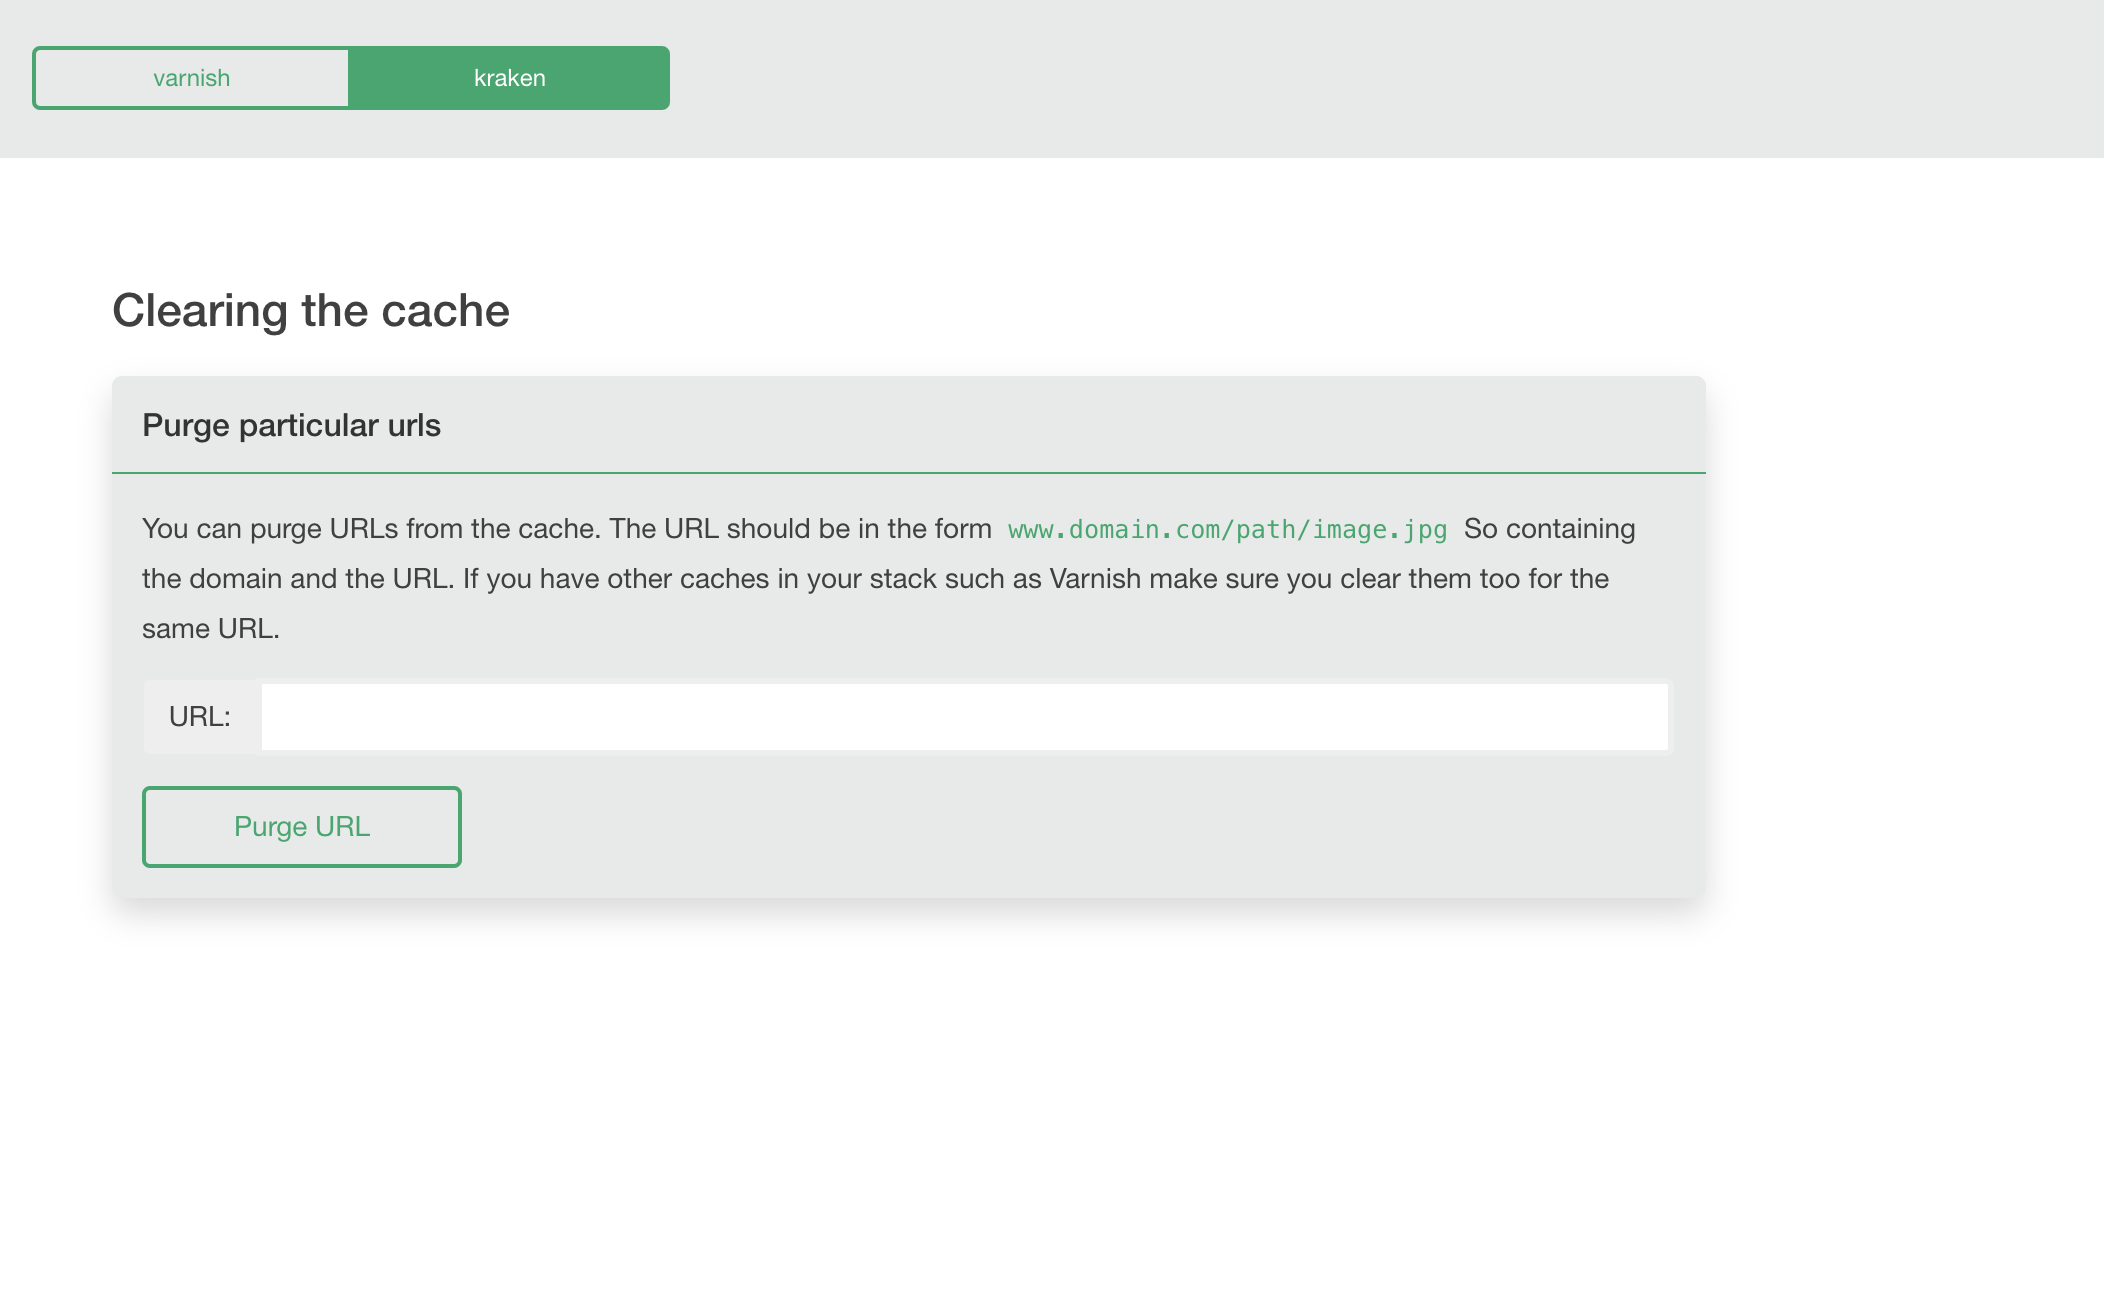 varnish kraken
Clearing the cache
Purge particular urls
You can purge URLs from the cache. The URL should be in the form www.domain.com/path/image.jpg So containing
the domain and the URL. If you have other caches in your stack such as Varnish make sure you clear them too for the
same URL.
URL:
Purge URL